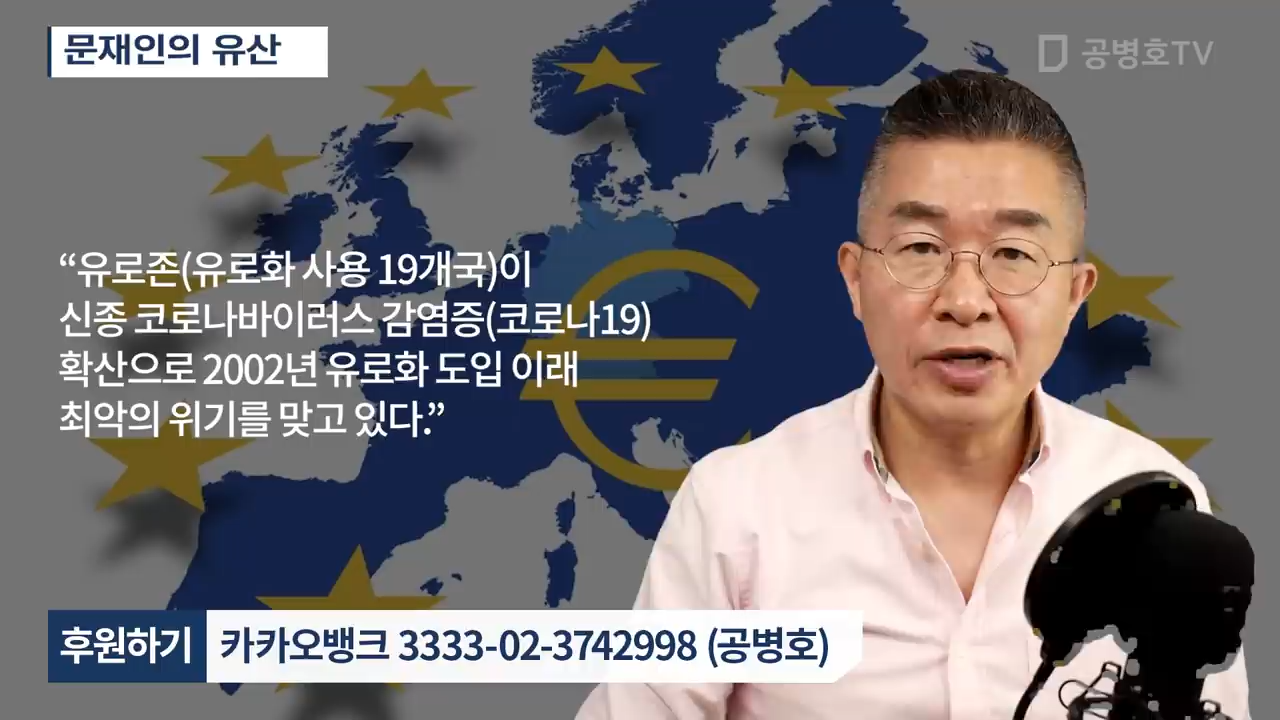 문재인의 유산
공병호TV
“유로존(유로화 사용 19개국)이
신종 코로나바이러스 감염증(코로나19)
확산으로 2002년 유로화 도입 이래
최악의 위기를 맞고 있다.”
후원하기 카카오뱅크 3333-02-3742998 (공병호)